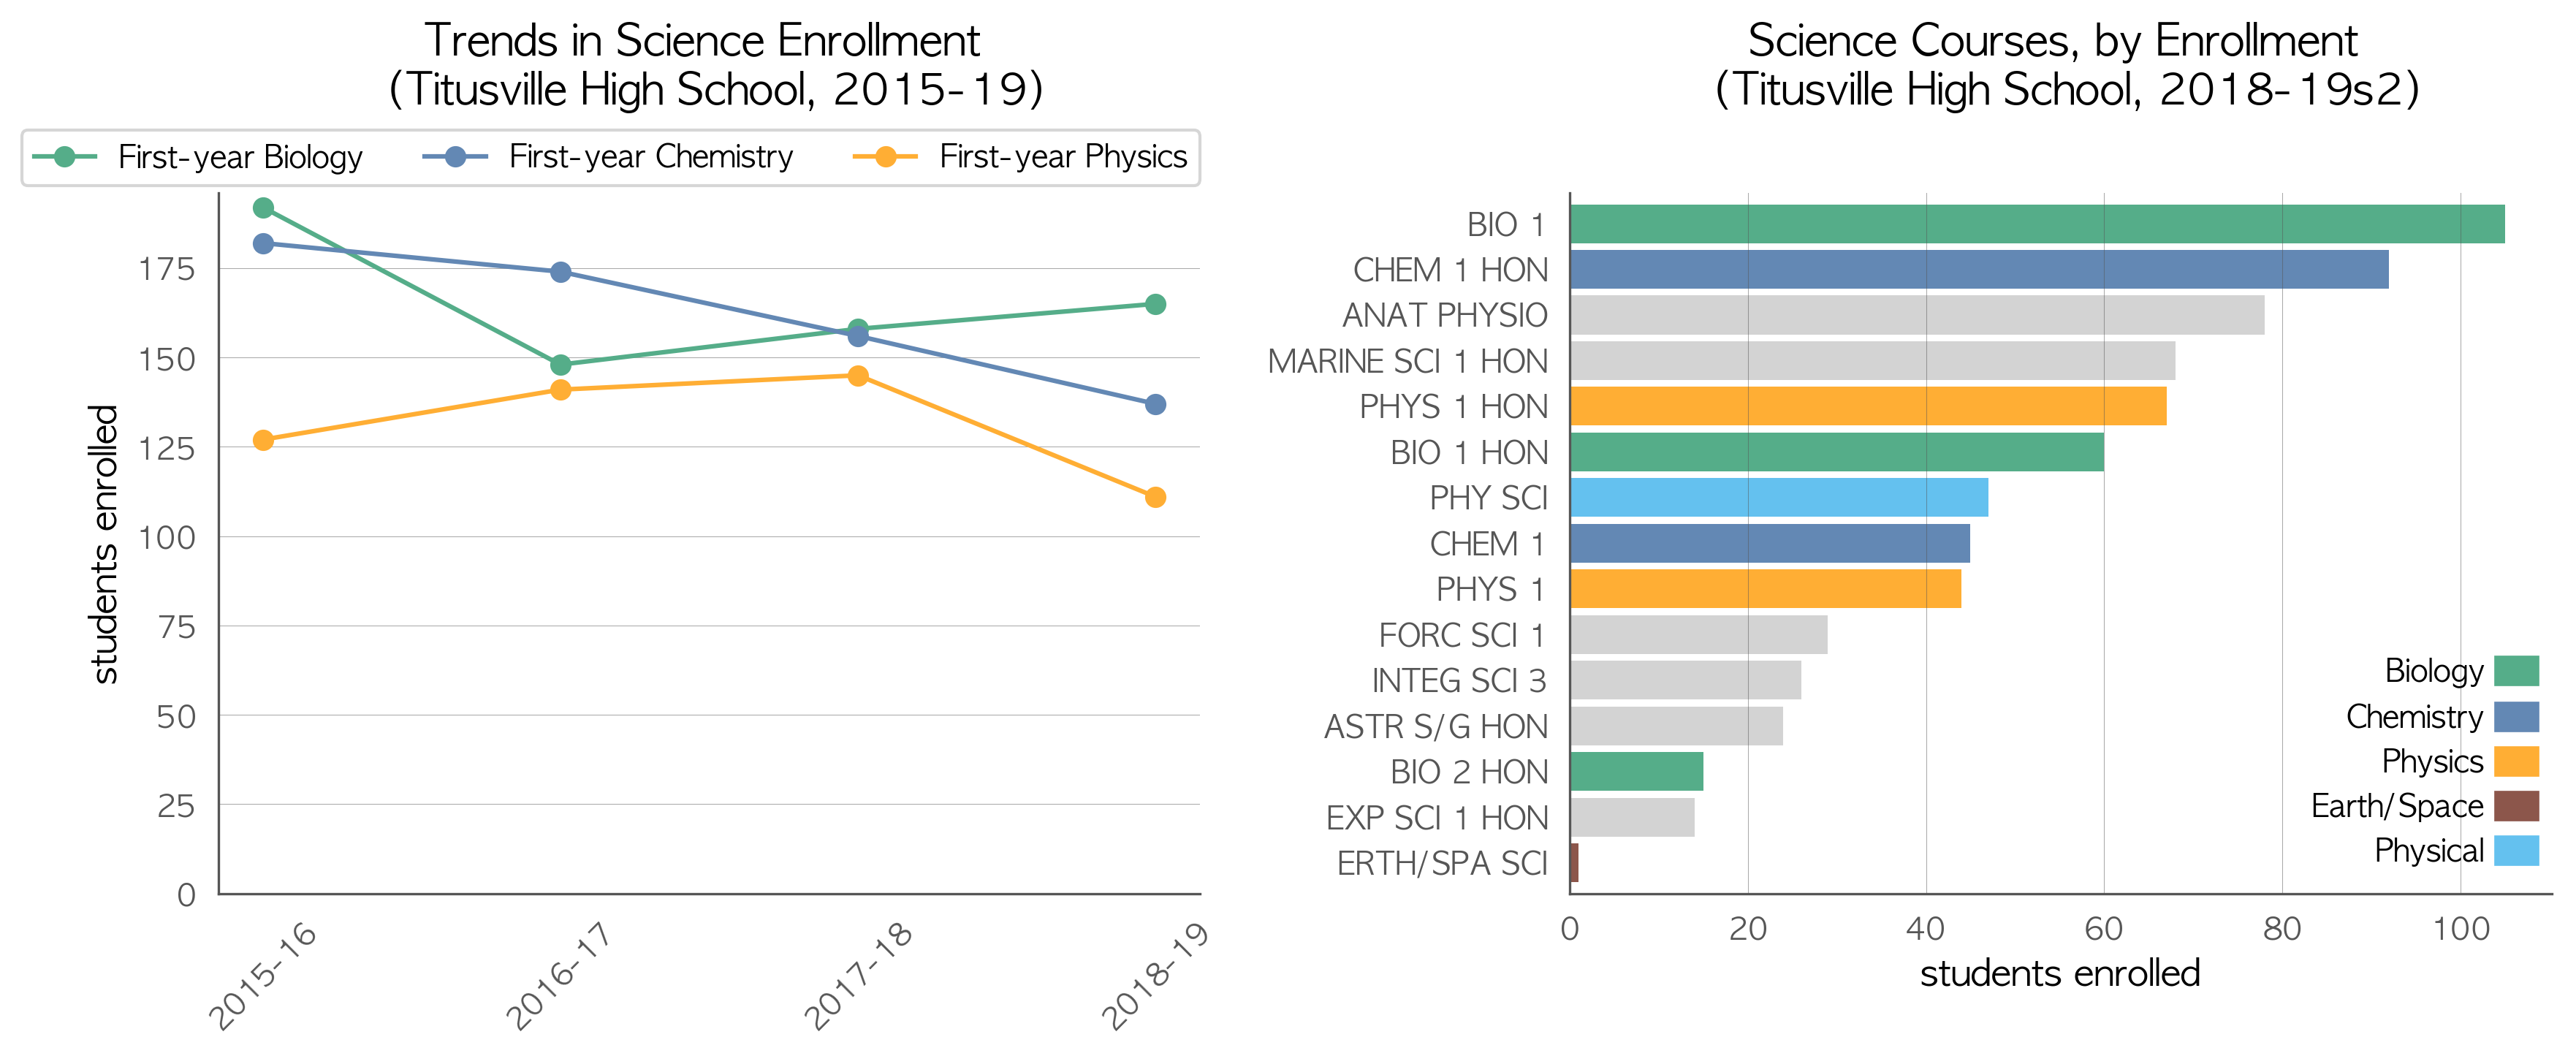 Trends in Science Enrollment
(Titusville High School, 2015-19)
First-year Biology
First-year Chemistry
First-year Physics
students enrolled
175
150
125
100
75
50
25
0
2015-16
2016-17
2017-18
2018-19
Science Courses, by Enrollment
(Titusville High School, 2018-19s2)
BIO 1
CHEM 1 HON
ANAT PHYSIO
MARINE SCI 1 HON
PHYS 1 HON
BIO 1 HON
PHY SCI
CHEM 1
PHYS 1
FORC SCI 1
INTEG SCI 3
ASTR S/G HON
BIO 2 HON
EXP SCI 1 HON
ERTH/SPA SCI
Biology
Chemistry
Physics
Earth/Space
Physical
0
20
40
60
80
100
students enrolled